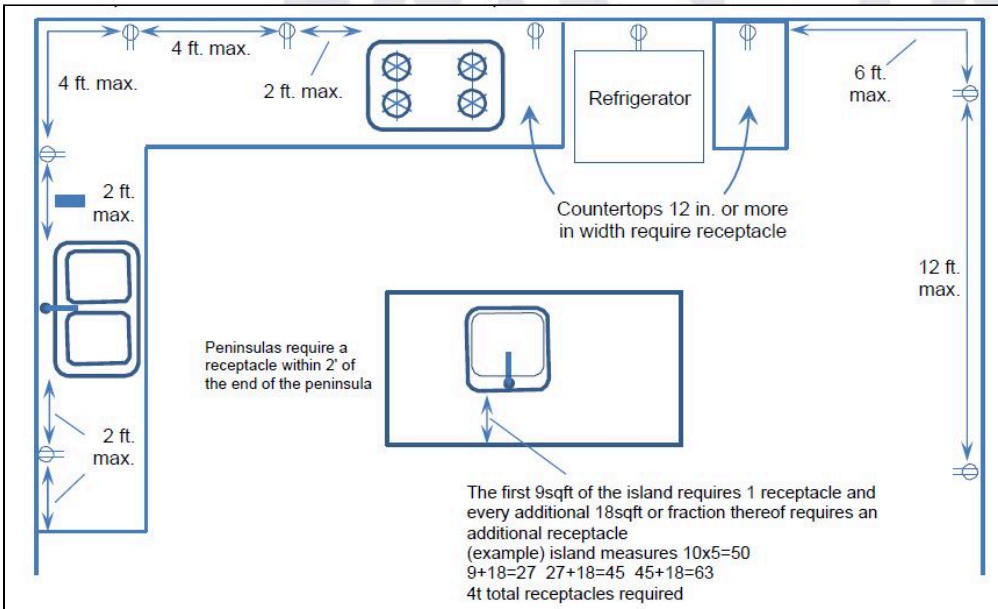 4 ft. max.
4 ft. max.
2 ft. max.
Refrigerator
6 ft.
max.
2 ft.
max.
Countertops 12 in. or more
in width require receptacle
12 ft.
max.
Peninsulas require a
receptacle within 2' of
the end of the peninsula
2 ft.
max.
The first 9sqft of the island requires 1 receptacle and
every additional 18sqft or fraction thereof requires an
additional receptacle
(example) island measures 10x5=50
9+18=27 27+18=45 45+18=63
4t total receptacles required